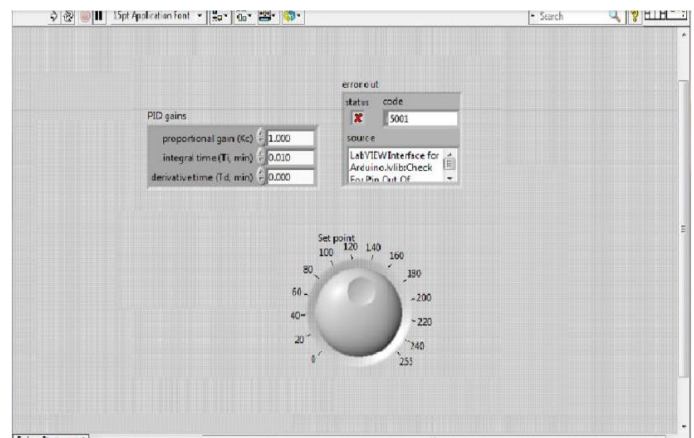 15pt Application Font
Search
error out
status code
5001
source
LabVIEW Interface for
Arduino.lvlib:Check
For Pin Out Of
PID gains
proportional gain (Kc) 1.000
integral time (Ti, min) 0.010
derivative time (Td, min) 0.000
Set point
0
20
40
60
80
100
120
140
160
180
200
220
240
255